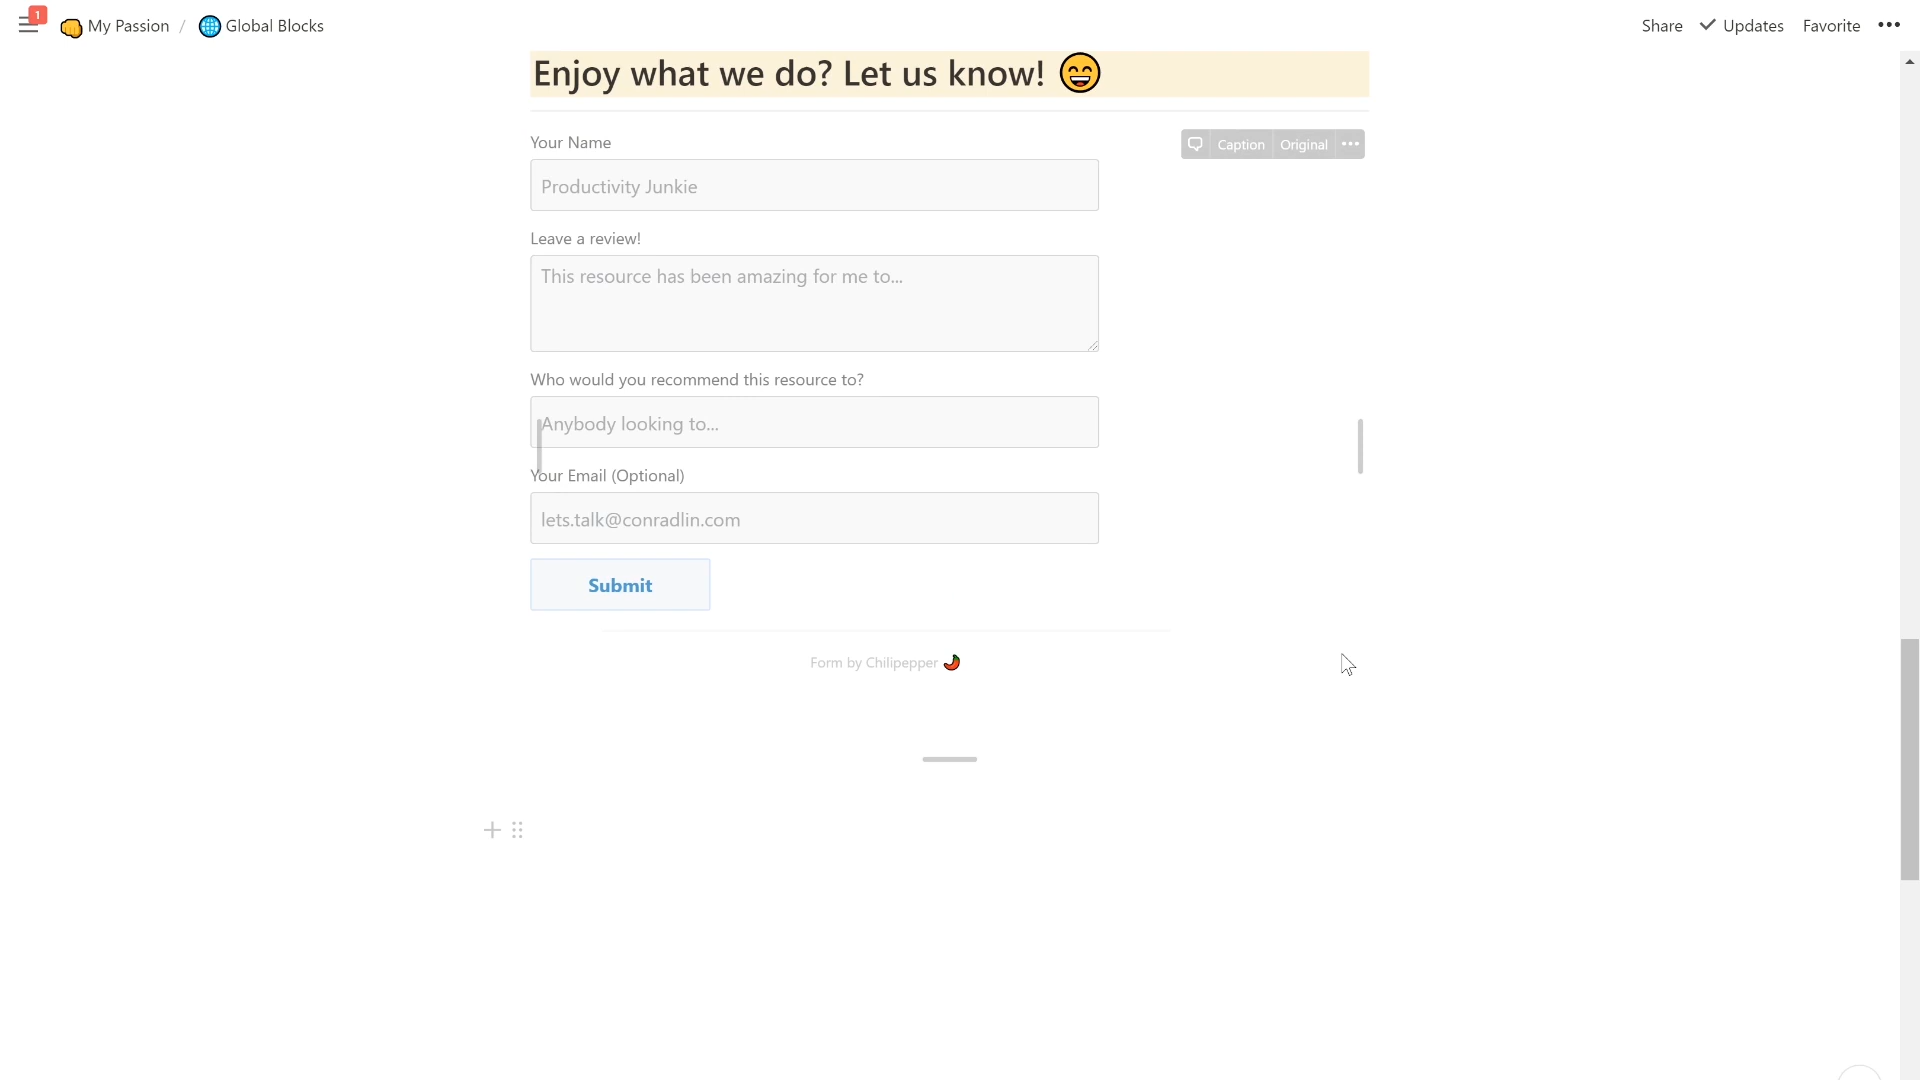 1
My Passion / Global Blocks
Share Updates Favorite
Enjoy what we do? Let us know!
Your Name
Caption Original
Productivity Junkie
Leave a review!
This resource has been amazing for me to...
Who would you recommend this resource to?
Anybody looking to...
Your Email (Optional)
lets.talk@conradlin.com
Submit
Form by Chilipepper